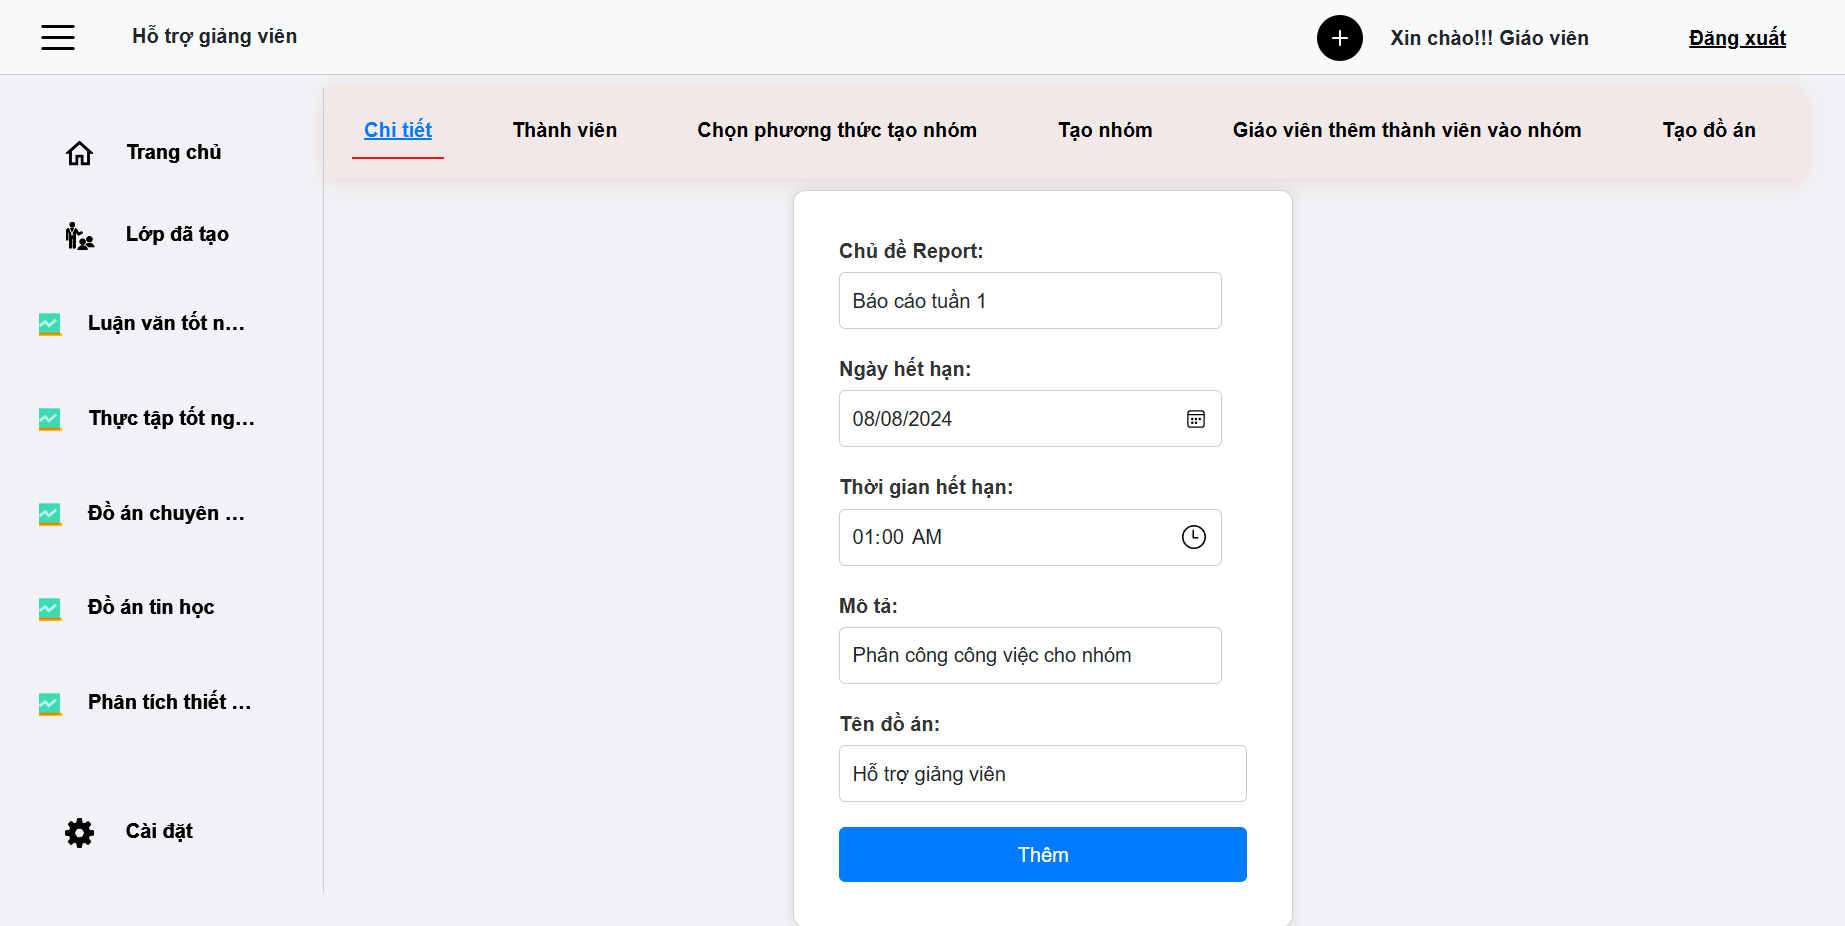 Hỗ trợ giảng viên
Xin chào!!! Giáo viên
Đăng xuất
Trang chủ
Lớp đã tạo
Luận văn tốt n...
Thực tập tốt ng...
Đồ án chuyên ...
Đồ án tin học
Phân tích thiết ...
Cài đặt
Chi tiết
Thành viên
Chọn phương thức tạo nhóm
Tạo nhóm
Giáo viên thêm thành viên vào nhóm
Tạo đồ án
Chủ đề Report:
Báo cáo tuần 1
Ngày hết hạn:
08/08/2024
Thời gian hết hạn:
01:00 AM
Mô tả:
Phân công công việc cho nhóm
Tên đồ án:
Hỗ trợ giảng viên
Thêm